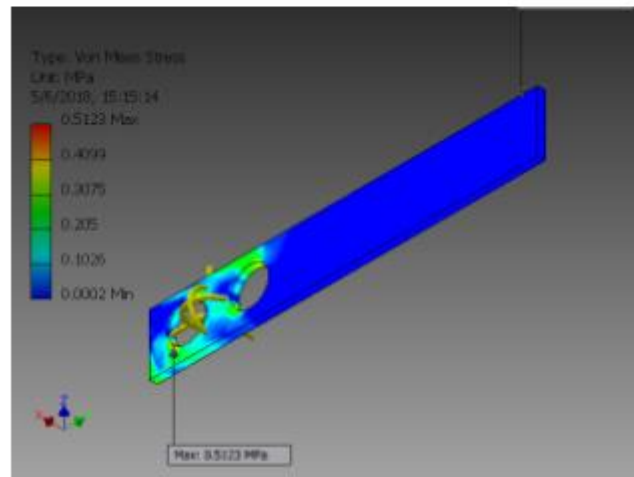 Type: Von Mises Stress
Unit: MPa
5/6/2018, 15:15:14
0.5123 Max
0.4099
0.3075
0.205
0.1026
0.0002 Min
Z
Max: 0.5123 MPa